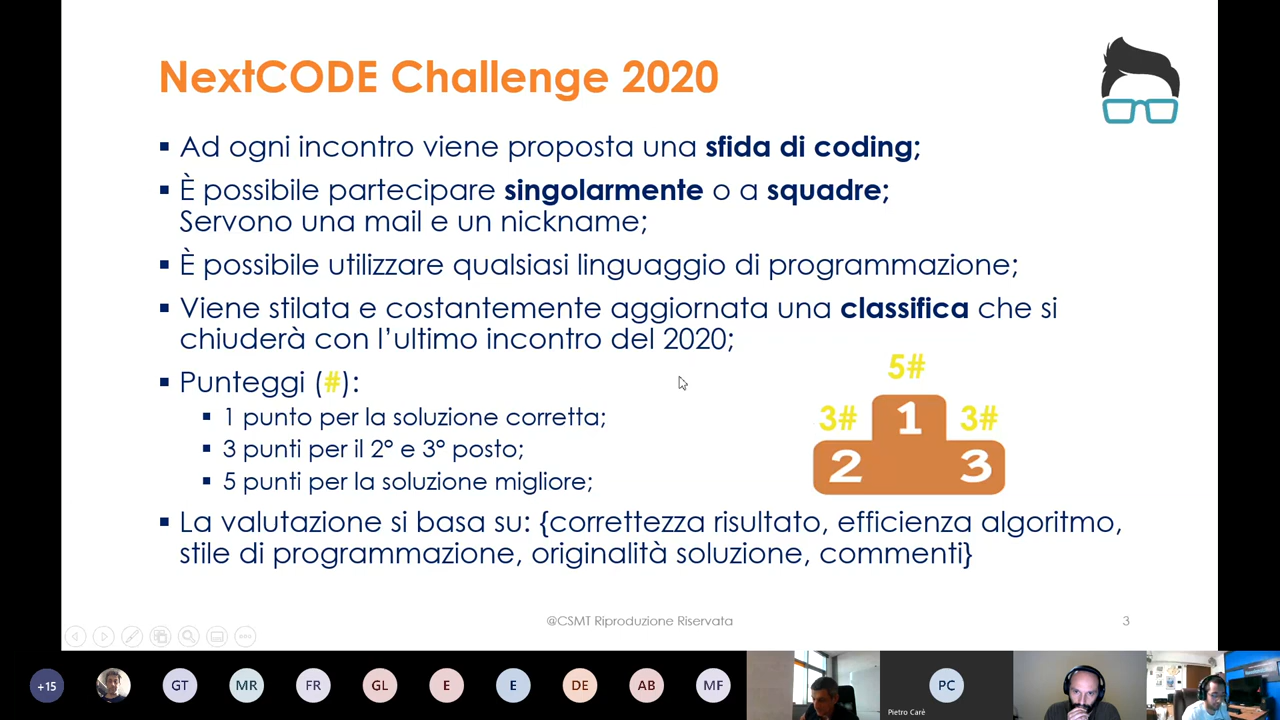 NextCODE Challenge 2020
▪ Ad ogni incontro viene proposta una sfida di coding;
▪ È possibile partecipare singolarmente o a squadre;
Servono una mail e un nickname;
▪ È possibile utilizzare qualsiasi linguaggio di programmazione;
▪ Viene stilata e costantemente aggiornata una classifica che si
chiuderà con l’ultimo incontro del 2020;
▪ Punteggi (#):
▪ 1 punto per la soluzione corretta;
▪ 3 punti per il 2° e 3° posto;
▪ 5 punti per la soluzione migliore;
5#
3# 1 3#
2 3
▪ La valutazione si basa su: {correttezza risultato, efficienza algoritmo,
stile di programmazione, originalità soluzione, commenti}
@CSMT Riproduzione Riservata 3
+15 GT MR FR GL E E DE AB MF PC
Pietro Carè